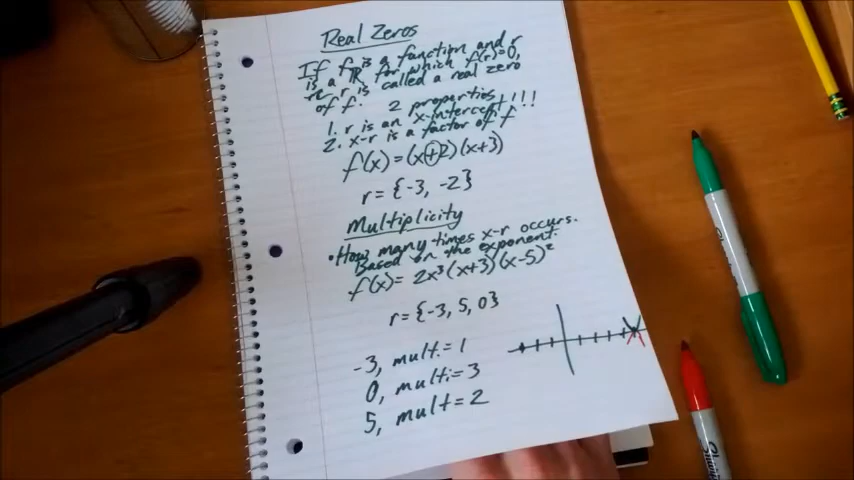 Real Zeros
If f is a function and r
is a ℝ for which f(r)=0,
r is called a real zero
of f. 2 properties!!!
1. r is an x-intercept
2. x-r is a factor of f
f(x) = (x+2)(x+3)
r = {-3, -2}
Multiplicity
• How many times x-r occurs.
Based on the exponent.
f(x) = 2x³(x+3)(x-5)²
r = {-3, 5, 0}
-3, mult. = 1
0, mult. = 3
5, mult = 2
Sharpie